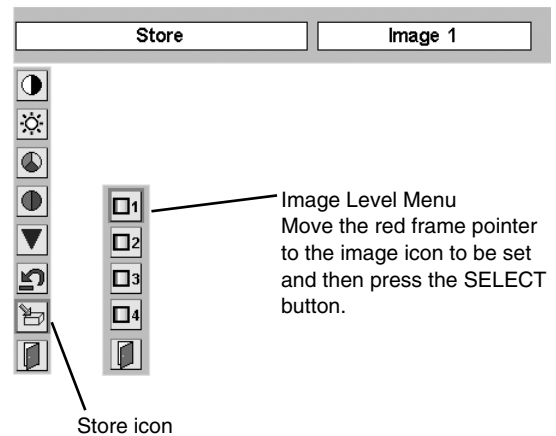 Store
Image 1
1
2
3
4
Image Level Menu
Move the red frame pointer
to the image icon to be set
and then press the SELECT
button.
Store icon